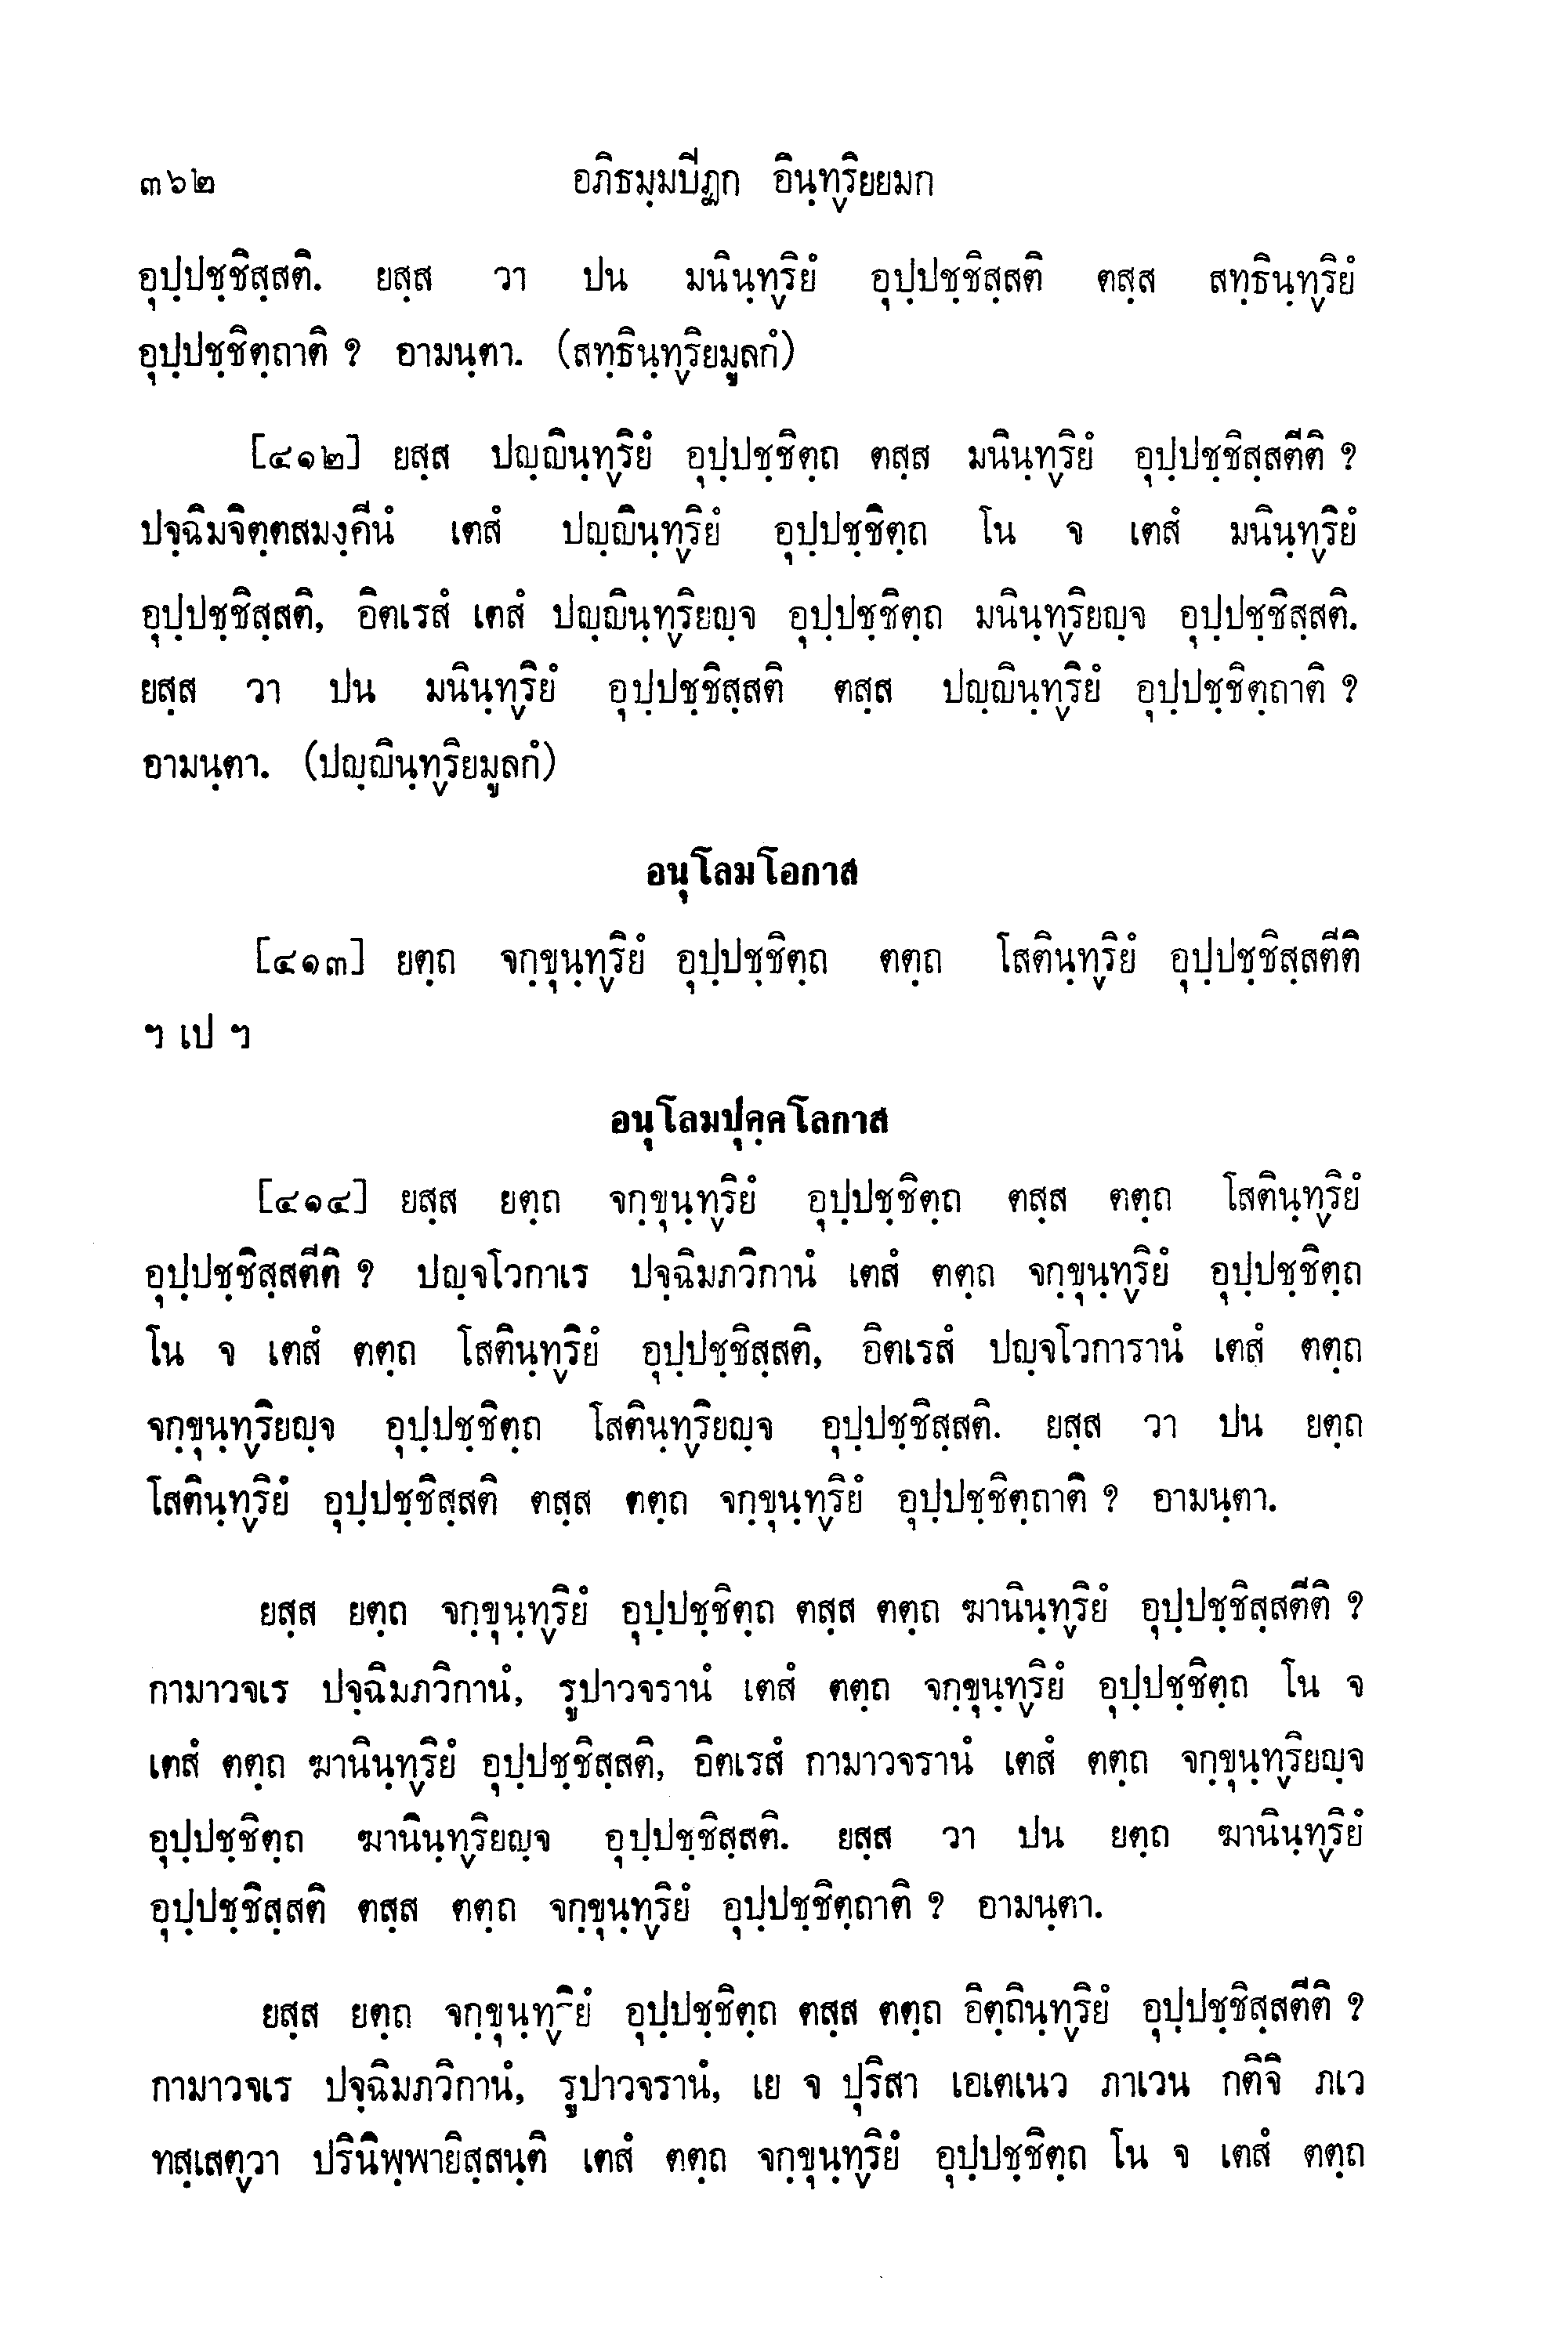 ๓๖๒ อภิธมฺมปิฏก อินฺทฺริยยมก
อุปฺปชฺชิสฺสติ. ยสฺส วา ปน มนินฺทฺริยํ อุปฺปชฺชิสฺสติ ตสฺส สทฺธินฺทฺริยํ
อุปฺปชฺชิตฺถาติ ? อามนฺตา. (สทฺธินฺทฺริยมูลกํ)
[๔๑๒] ยสฺส ปญฺญินฺทฺริยํ อุปฺปชฺชิตฺถ ตสฺส มนินฺทฺริยํ อุปฺปชฺชิสฺสตีติ ?
ปจฺฉิมจิตฺตสมงฺคีนํ เตสํ ปญฺญินฺทฺริยํ อุปฺปชฺชิตฺถ โน จ เตสํ มนินฺทฺริยํ
อุปฺปชฺชิสฺสติ, อิตเรสํ เตสํ ปญฺญินฺทฺริยญฺจ อุปฺปชฺชิตฺถ มนินฺทฺริยญฺจ อุปฺปชฺชิสฺสติ.
ยสฺส วา ปน มนินฺทฺริยํ อุปฺปชฺชิสฺสติ ตสฺส ปญฺญินฺทฺริยํ อุปฺปชฺชิตฺถาติ ?
อามนฺตา. (ปญฺญินฺทฺริยมูลกํ)
อนุโลมโอกาส
[๔๑๓] ยตฺถ จกฺขุนฺทฺริยํ อุปฺปชฺชิตฺถ ตตฺถ โสตินฺทฺริยํ อุปฺปชฺชิสฺสตีติ
ฯ เป ฯ
อนุโลมปุคฺคโลกาส
[๔๑๔] ยสฺส ยตฺถ จกฺขุนฺทฺริยํ อุปฺปชฺชิตฺถ ตสฺส ตตฺถ โสตินฺทฺริยํ
อุปฺปชฺชิสฺสตีติ ? ปญฺจโวกาเร ปจฺฉิมภวิกานํ เตสํ ตตฺถ จกฺขุนฺทฺริยํ อุปฺปชฺชิตฺถ
โน จ เตสํ ตตฺถ โสตินฺทฺริยํ อุปฺปชฺชิสฺสติ, อิตเรสํ ปญฺจโวการานํ เตสํ ตตฺถ
จกฺขุนฺทฺริยญฺจ อุปฺปชฺชิตฺถ โสตินฺทฺริยญฺจ อุปฺปชฺชิสฺสติ. ยสฺส วา ปน ยตฺถ
โสตินฺทฺริยํ อุปฺปชฺชิสฺสติ ตสฺส ตตฺถ จกฺขุนฺทฺริยํ อุปฺปชฺชิตฺถาติ ? อามนฺตา.
ยสฺส ยตฺถ จกฺขุนฺทฺริยํ อุปฺปชฺชิตฺถ ตสฺส ตตฺถ ฆานินฺทฺริยํ อุปฺปชฺชิสฺสตีติ ?
กามาวจเร ปจฺฉิมภวิกานํ, รูปาวจรานํ เตสํ ตตฺถ จกฺขุนฺทฺริยํ อุปฺปชฺชิตฺถ โน จ
เตสํ ตตฺถ ฆานินฺทฺริยํ อุปฺปชฺชิสฺสติ, อิตเรสํ กามาวจรานํ เตสํ ตตฺถ จกฺขุนฺทฺริยญฺจ
อุปฺปชฺชิตฺถ ฆานินฺทฺริยญฺจ อุปฺปชฺชิสฺสติ. ยสฺส วา ปน ยตฺถ ฆานินฺทฺริยํ
อุปฺปชฺชิสฺสติ ตสฺส ตตฺถ จกฺขุนฺทฺริยํ อุปฺปชฺชิตฺถาติ ? อามนฺตา.
ยสฺส ยตฺถ จกฺขุนฺทฺริยํ อุปฺปชฺชิตฺถ ตสฺส ตตฺถ อิตฺถินฺทฺริยํ อุปฺปชฺชิสฺสตีติ ?
กามาวจเร ปจฺฉิมภวิกานํ, รูปาวจรานํ, เย จ ปุริสา เอเตเนว ภาเวน กติจิ ภเว
ทสฺเสตฺวา ปรินิพฺพายิสฺสนฺติ เตสํ ตตฺถ จกฺขุนฺทฺริยํ อุปฺปชฺชิตฺถ โน จ เตสํ ตตฺถ